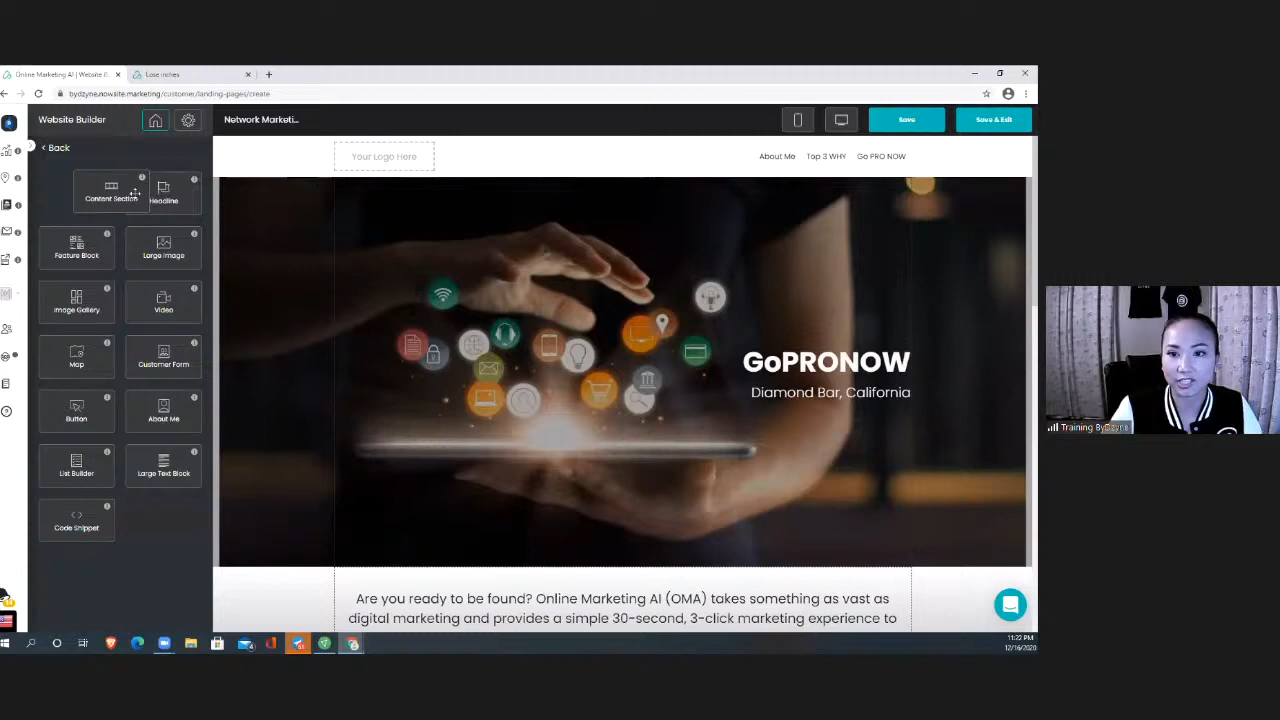 Online Marketing AI | Website B
Lose Inches
bydzyne.nowsite.marketing/customer/landing-pages/create
Website Builder
Network Marketi...
Save
Save & Exit
Back
Your Logo Here
About Me
Top 3 WHY
Go PRO NOW
Content Section
Headline
Feature Block
Large Image
Image Gallery
Video
Map
Customer Form
Button
About Me
List Builder
Large Text Block
Code Snippet
GoPRONOW
Diamond Bar, California
Are you ready to be found? Online Marketing AI (OMA) takes something as vast as
digital marketing and provides a simple 30-second, 3-click marketing experience to
Training ByDzyne
11:22 PM
12/16/2020